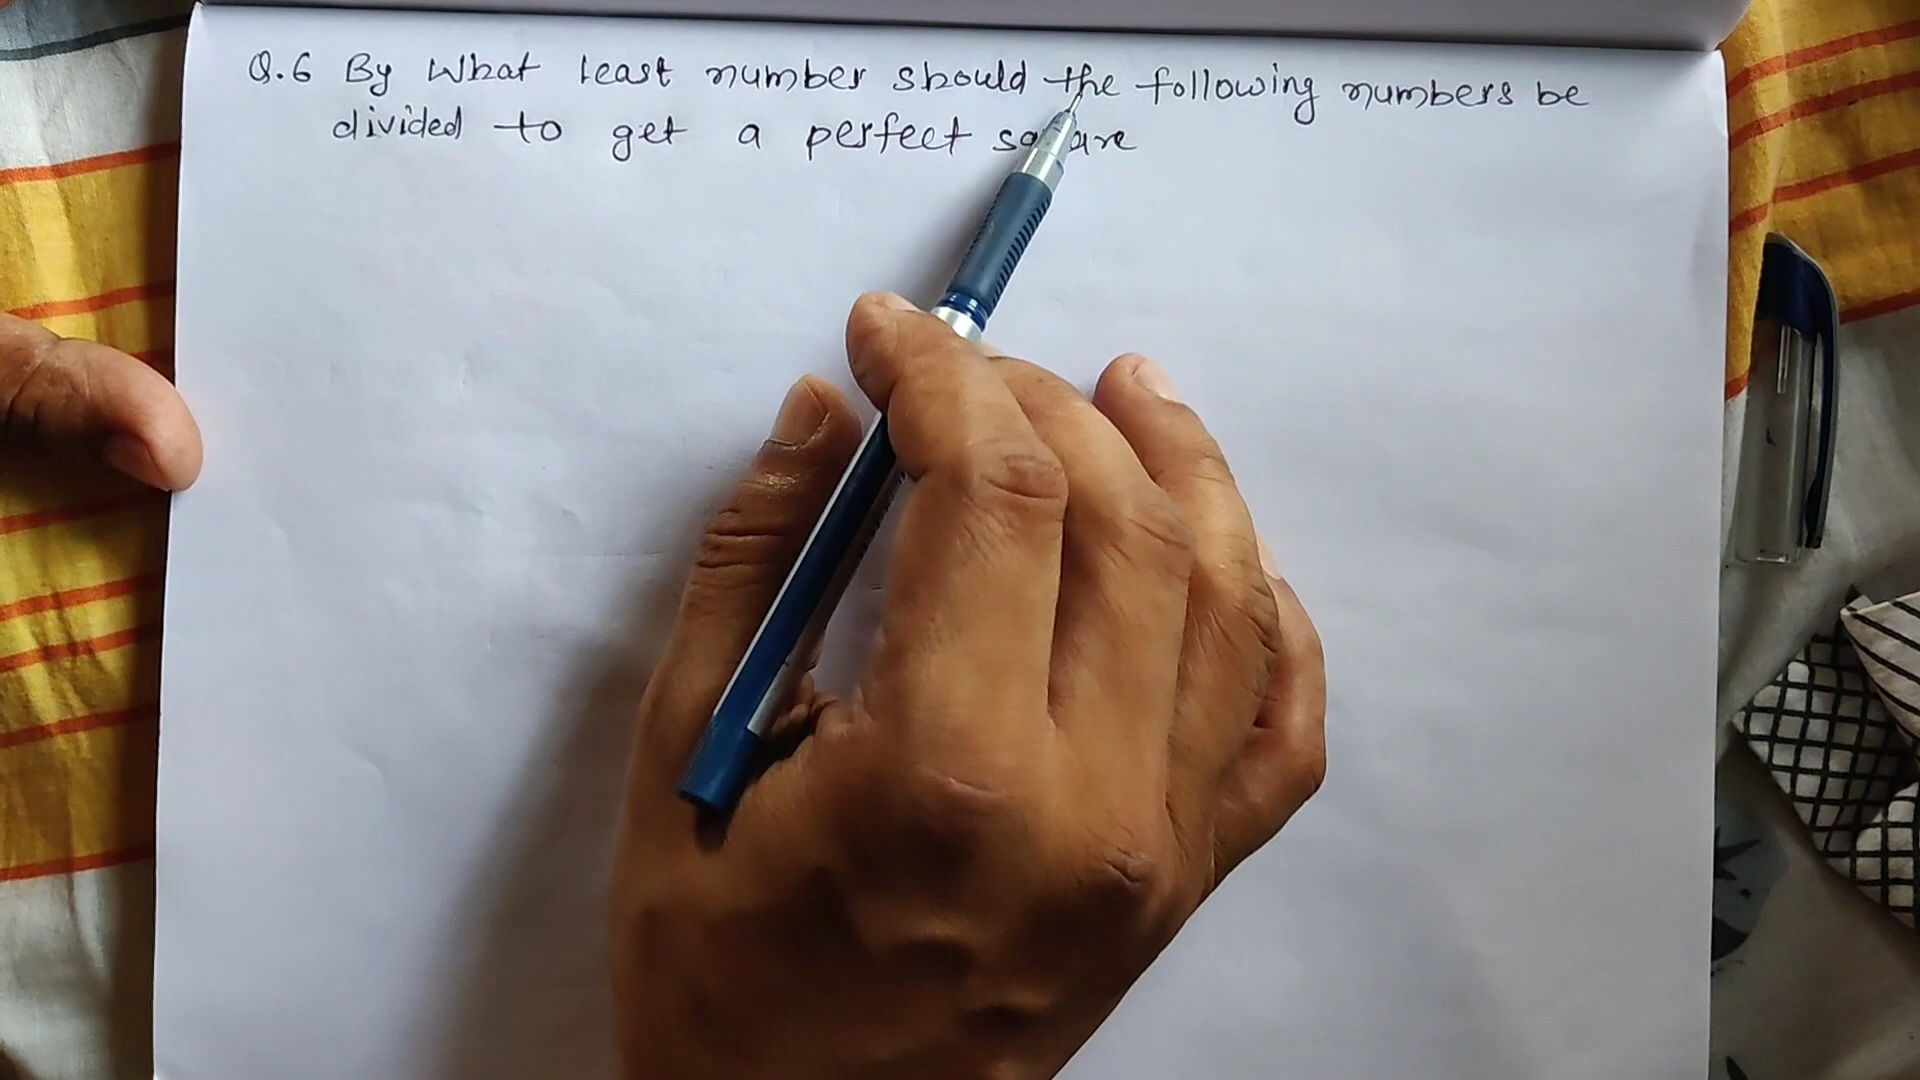 Q.6 By What least number should the following numbers be
divided to get a perfect square